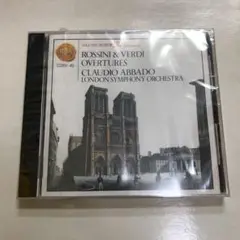 ROSSINI & VERDI
OVERTURES
CLAUDIO ABBADO
LONDON SYMPHONY ORCHESTRA